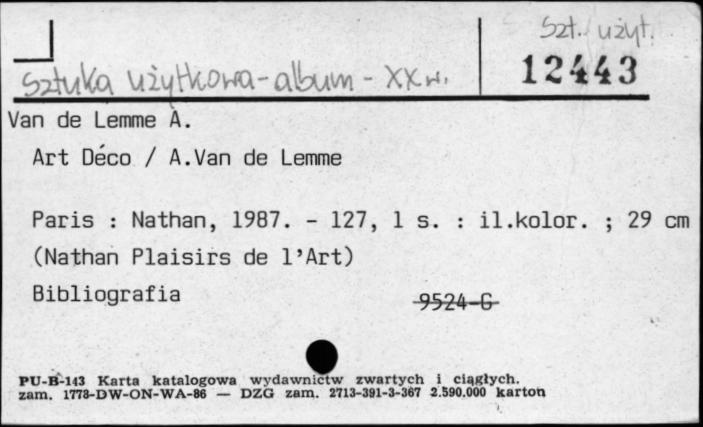 Szt. użyt.
12443
sztuka użytkowa - album - XX w.
Van de Lemme A.
Art Déco / A.Van de Lemme
Paris : Nathan, 1987. - 127, 1 s. : il.kolor. ; 29 cm
(Nathan Plaisirs de l'Art)
Bibliografia
9524-G
PU-B-143 Karta katalogowa wydawnictw zwartych i ciągłych.
zam. 1773-DW-ON-WA-86 — DZG zam. 2713-391-3-367 2.590.000 karton